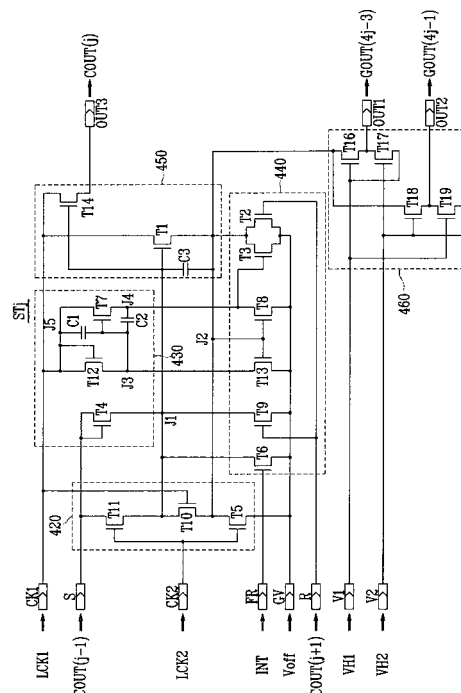 STj
LCK1
CK1
COUT(j-1)
S
LCK2
CK2
INT
FR
Voff
GV
COUT(j+1)
R
VH1
V1
VH2
V2
420
T11
T10
T5
430
T4
T12
C1
T7
J5
J4
C2
J3
J1
J2
440
T6
T9
T13
T8
T3
T2
450
T14
T1
C3
460
T16
T17
T18
T19
OUT3
COUT(j)
OUT1
GOUT(4j-3)
OUT2
GOUT(4j-1)